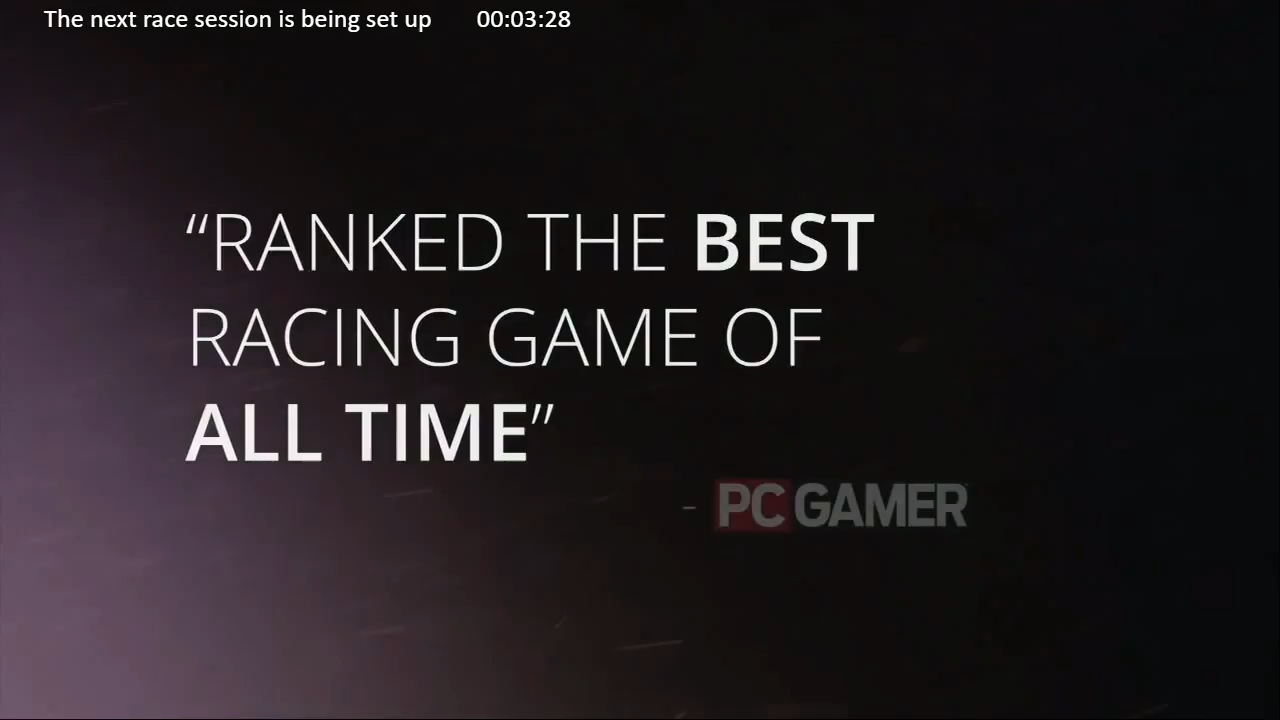 The next race session is being set up 00:03:28
“RANKED THE BEST
RACING GAME OF
ALL TIME”
– PC GAMER